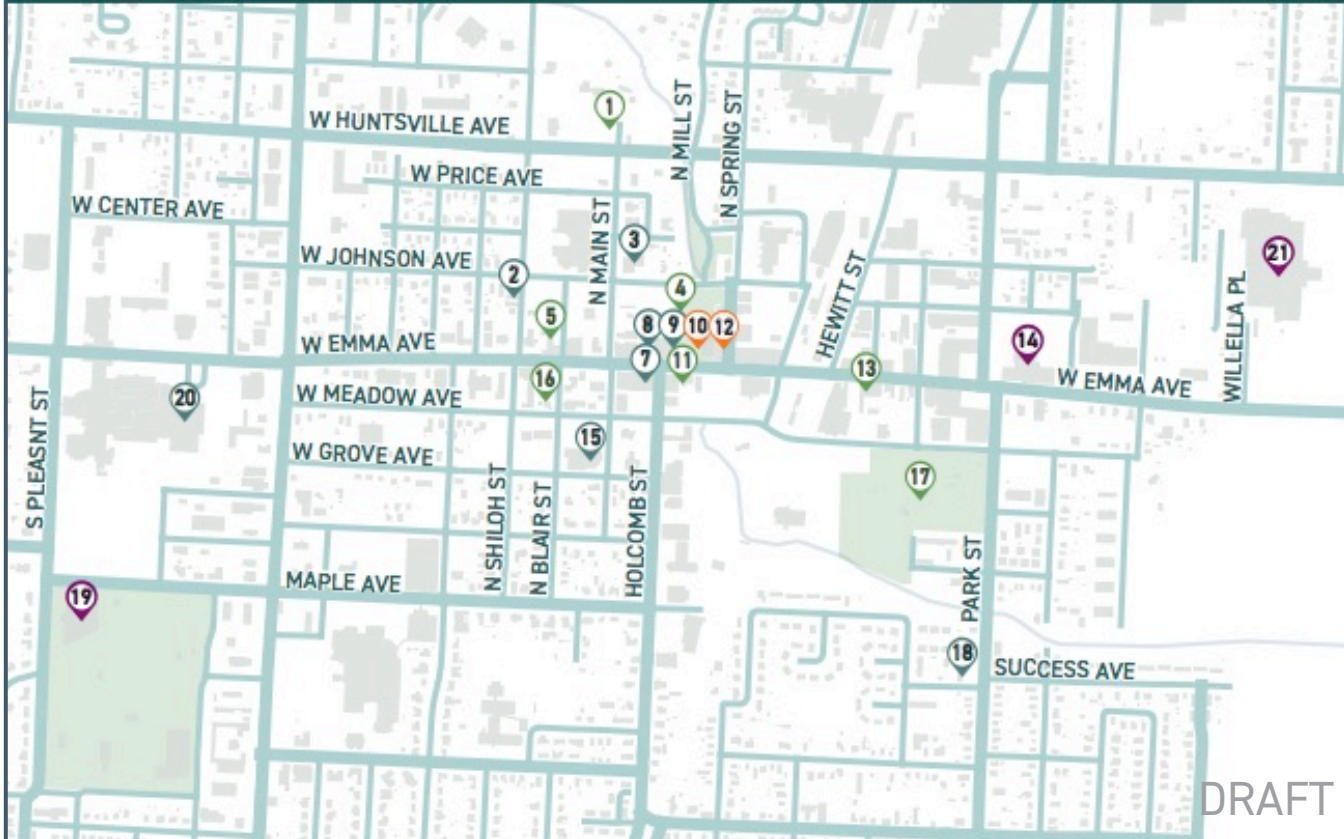 1
W HUNTSVILLE AVE
N MILL ST
N SPRING ST
W PRICE AVE
W CENTER AVE
N MAIN ST
3
W JOHNSON AVE
2
21
4
WILLELLA PL
5
8
9
10
12
HEWITT ST
14
W EMMA AVE
7
11
13
16
W EMMA AVE
20
W MEADOW AVE
S PLEASNT ST
15
W GROVE AVE
17
N SHILOH ST
N BLAIR ST
HOLCOMB ST
PARK ST
MAPLE AVE
19
18
SUCCESS AVE
DRAFT